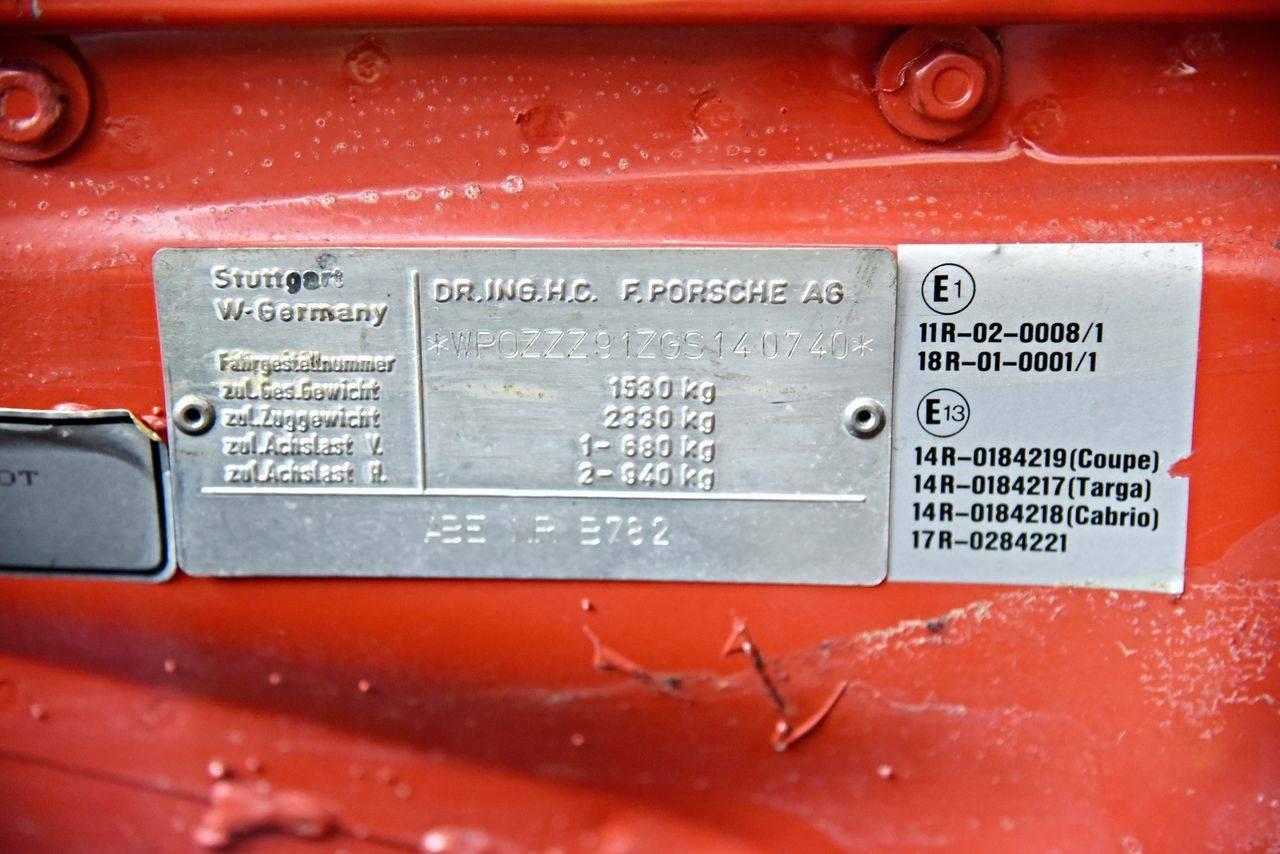 Stuttgart
W-Germany
DR.ING.H.C. F.PORSCHE AG
*WP0ZZZ91ZGS140740*
Fahrgestellnummer
zul.Ges.Gewicht 1530 kg
zul.Zuggewicht 2330 kg
zul.Achslast V. 1- 680 kg
zul.Achslast H. 2- 940 kg
ABE NR B782
E1
11R-02-0008/1
18R-01-0001/1
E13
14R-0184219(Coupe)
14R-0184217(Targa)
14R-0184218(Cabrio)
17R-0284221